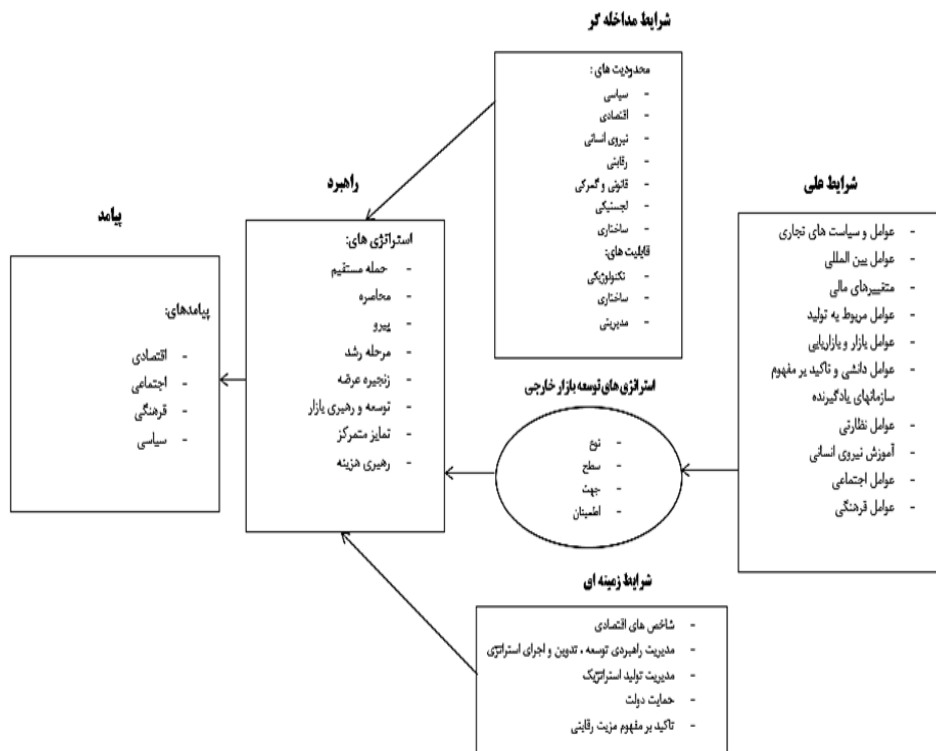 شرایط مداخله گر
محدودیت های :
- سیاسی
- اقتصادی
- نیروی انسانی
- رقابتی
- قانونی و گمرکی
- لجستیکی
- ساختاری
قابلیت های:
- تکنولوژیکی
- ساختاری
- مدیریتی
شرایط علی
- عوامل و سیاست های تجاری
- عوامل بین المللی
- متغییرهای مالی
- عوامل مربوط به تولید
- عوامل بازار و بازاریابی
- عوامل دانشی و تاکید بر مفهوم
سازمانهای یادگیرنده
- عوامل نظارتی
- آموزش نیروی انسانی
- عوامل اجتماعی
- عوامل فرهنگی
استراتژی های توسعه بازار خارجی
- نوع
- سطح
- جهت
- اطمینان
راهبرد
استراتژی های:
- حمله مستقیم
- محاصره
- پیرو
- مرحله رشد
- زنجیره عرضه
- توسعه و رهبری بازار
- تمایز متمرکز
- رهبری هزینه
پیامد
پیامدهای:
- اقتصادی
- اجتماعی
- فرهنگی
- سیاسی
شرایط زمینه ای
- شاخص های اقتصادی
- مدیریت راهبردی توسعه ، تدوین و اجرای استراتژی
- مدیریت تولید استراتژیک
- حمایت دولت
- تاکید بر مفهوم مزیت رقابتی